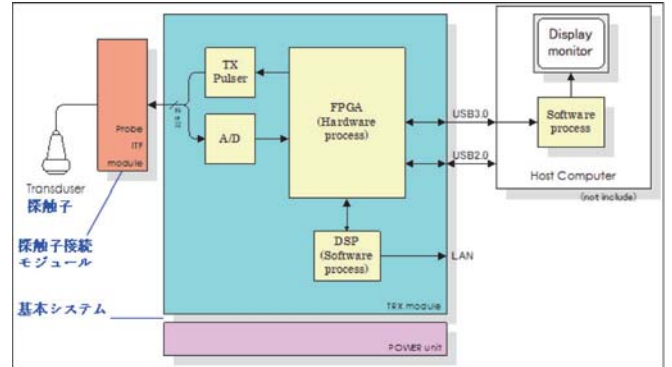 Display
monitor
TX
Pulser
FPGA
(Hardware
process)
USB3.0
Software
process
A/D
Probe
ITF
module
USB2.0
Host Computer
(not include)
Transduser
探触子
DSP
(Software
process)
LAN
探触子接続
モジュール
基本システム
TRX module
POWER unit